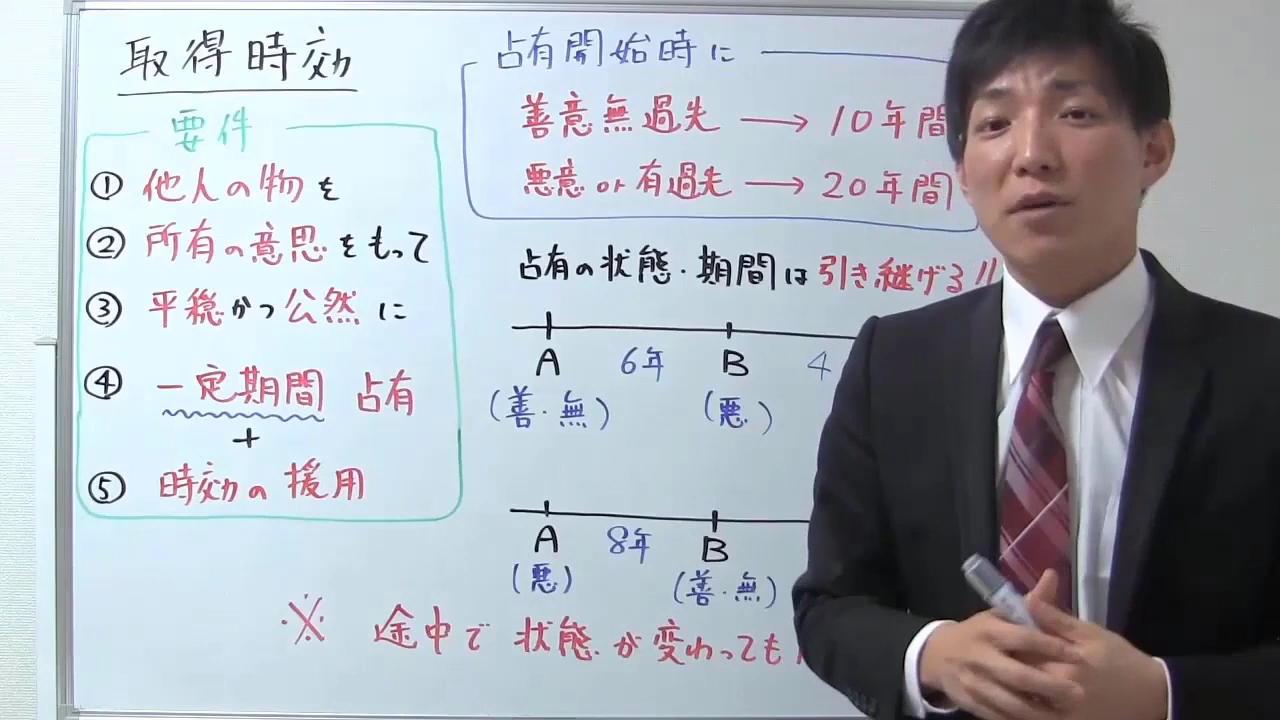 取得時効
要件
① 他人の物を
② 所有の意思をもって
③ 平穏かつ公然に
④ 一定期間 占有
+
⑤ 時効の援用
占有開始時に
善意無過失 → 10年間
悪意or有過失 → 20年間
占有の状態・期間は引き継げる!!
A 6年 B 4
(善・無) (悪)
A 8年 B
(悪) (善・無)
※ 途中で状態が変わっても